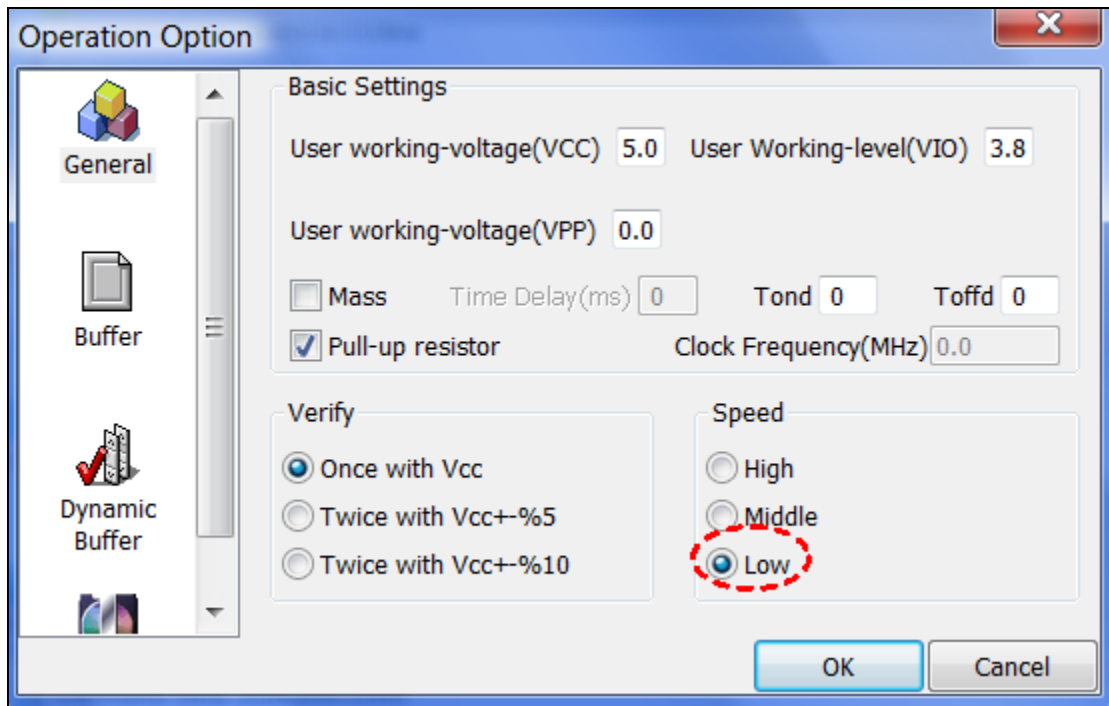 Operation Option
General
Buffer
Dynamic
Buffer
Basic Settings
User working-voltage(VCC) 5.0 User Working-level(VIO) 3.8
User working-voltage(VPP) 0.0
Mass Time Delay(ms) 0 Tond 0 Toffd 0
Pull-up resistor Clock Frequency(MHz) 0.0
Verify
Once with Vcc
Twice with Vcc+-%5
Twice with Vcc+-%10
Speed
High
Middle
Low
OK Cancel